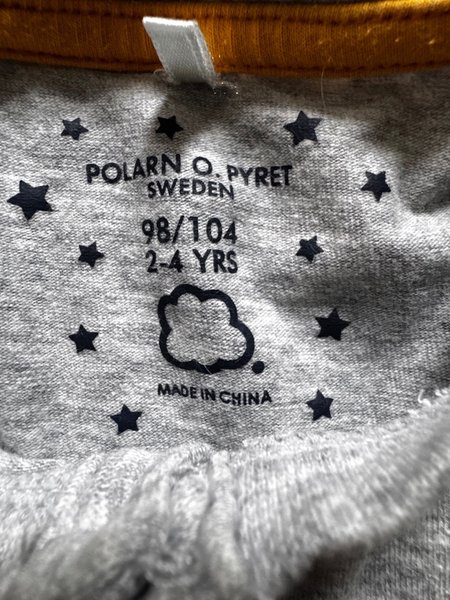 POLARN O. PYRET
SWEDEN
98/104
2-4 YRS
MADE IN CHINA